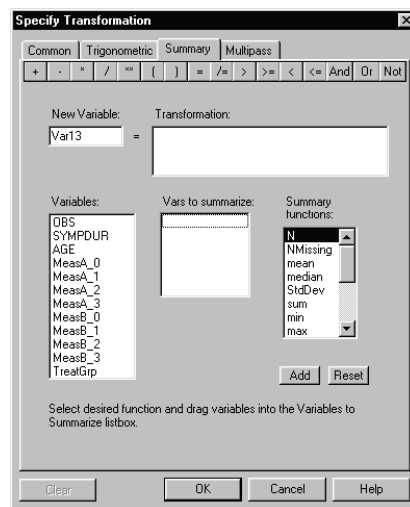 Specify Transformation
Common Trigonometric Summary Multipass
+ - * / ** ( ) = /= > >= < <= And Or Not
New Variable: Transformation:
Var13 =
Variables: Vars to summarize: Summary functions:
OBS
SYMPDUR
AGE
MeasA_0
MeasA_1
MeasA_2
MeasA_3
MeasB_0
MeasB_1
MeasB_2
MeasB_3
TreatGrp
N
NMissing
mean
median
StdDev
sum
min
max
Add Reset
Select desired function and drag variables into the Variables to
Summarize listbox.
Clear OK Cancel Help